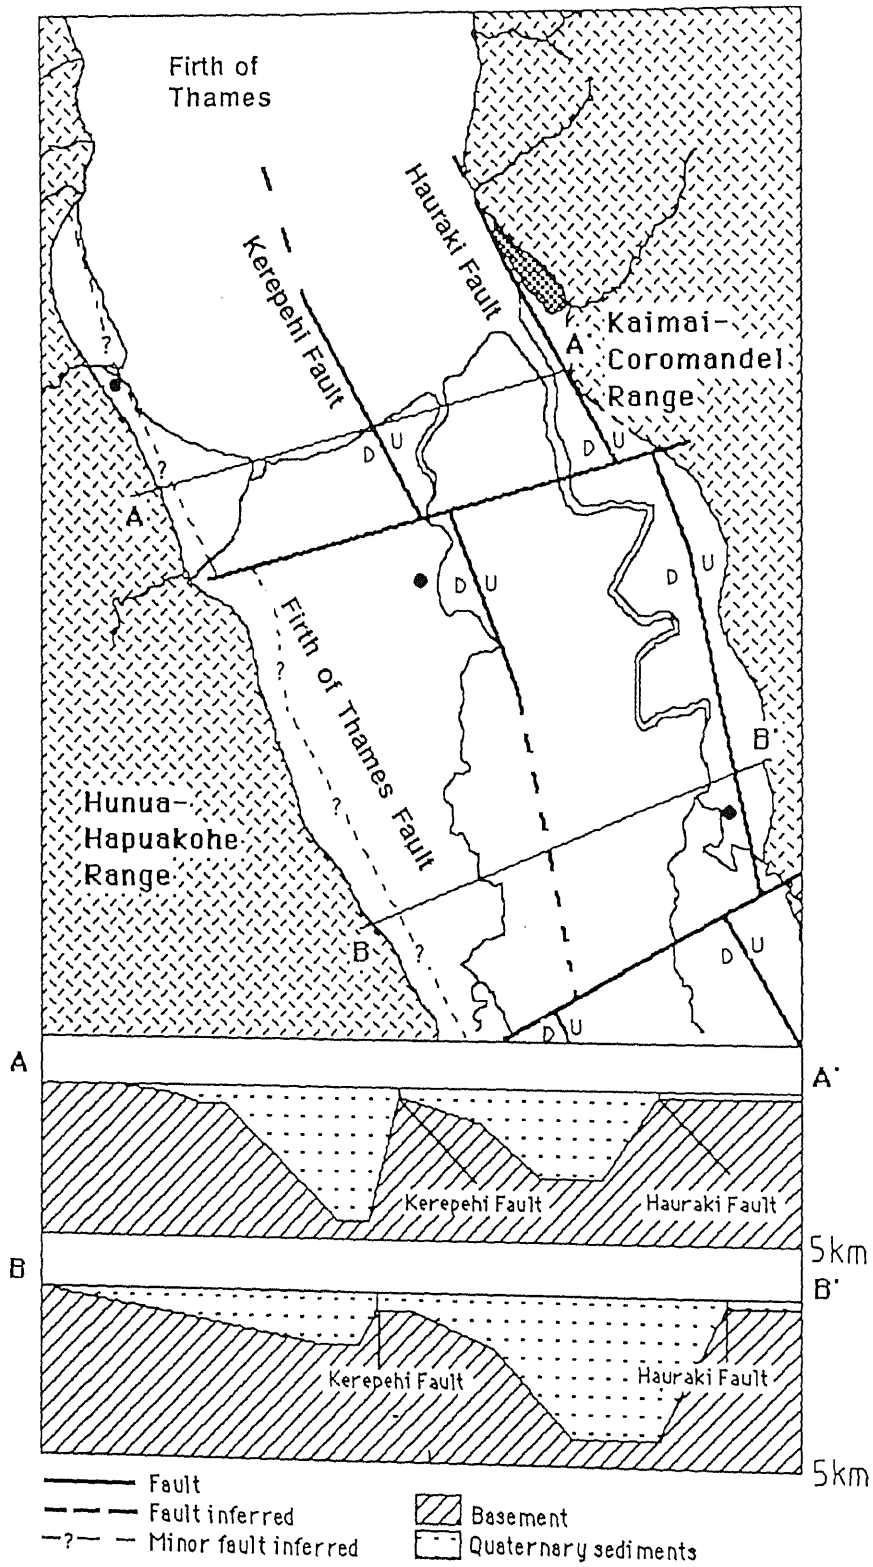 Firth of
Thames
Hauraki Fault
Kerepehi Fault
A'
Kaimai-
Coromandel
Range
?
D U
D U
?
A
D U
D U
Firth of Thames Fault
?
B'
?
Hunua-
Hapuakohe
Range
B
?
D U
D U
A
A'
Kerepehi Fault
Hauraki Fault
5km
B
B'
Kerepehi Fault
Hauraki Fault
5km
Fault
Fault inferred
Basement
?
Minor fault inferred
Quaternary sediments